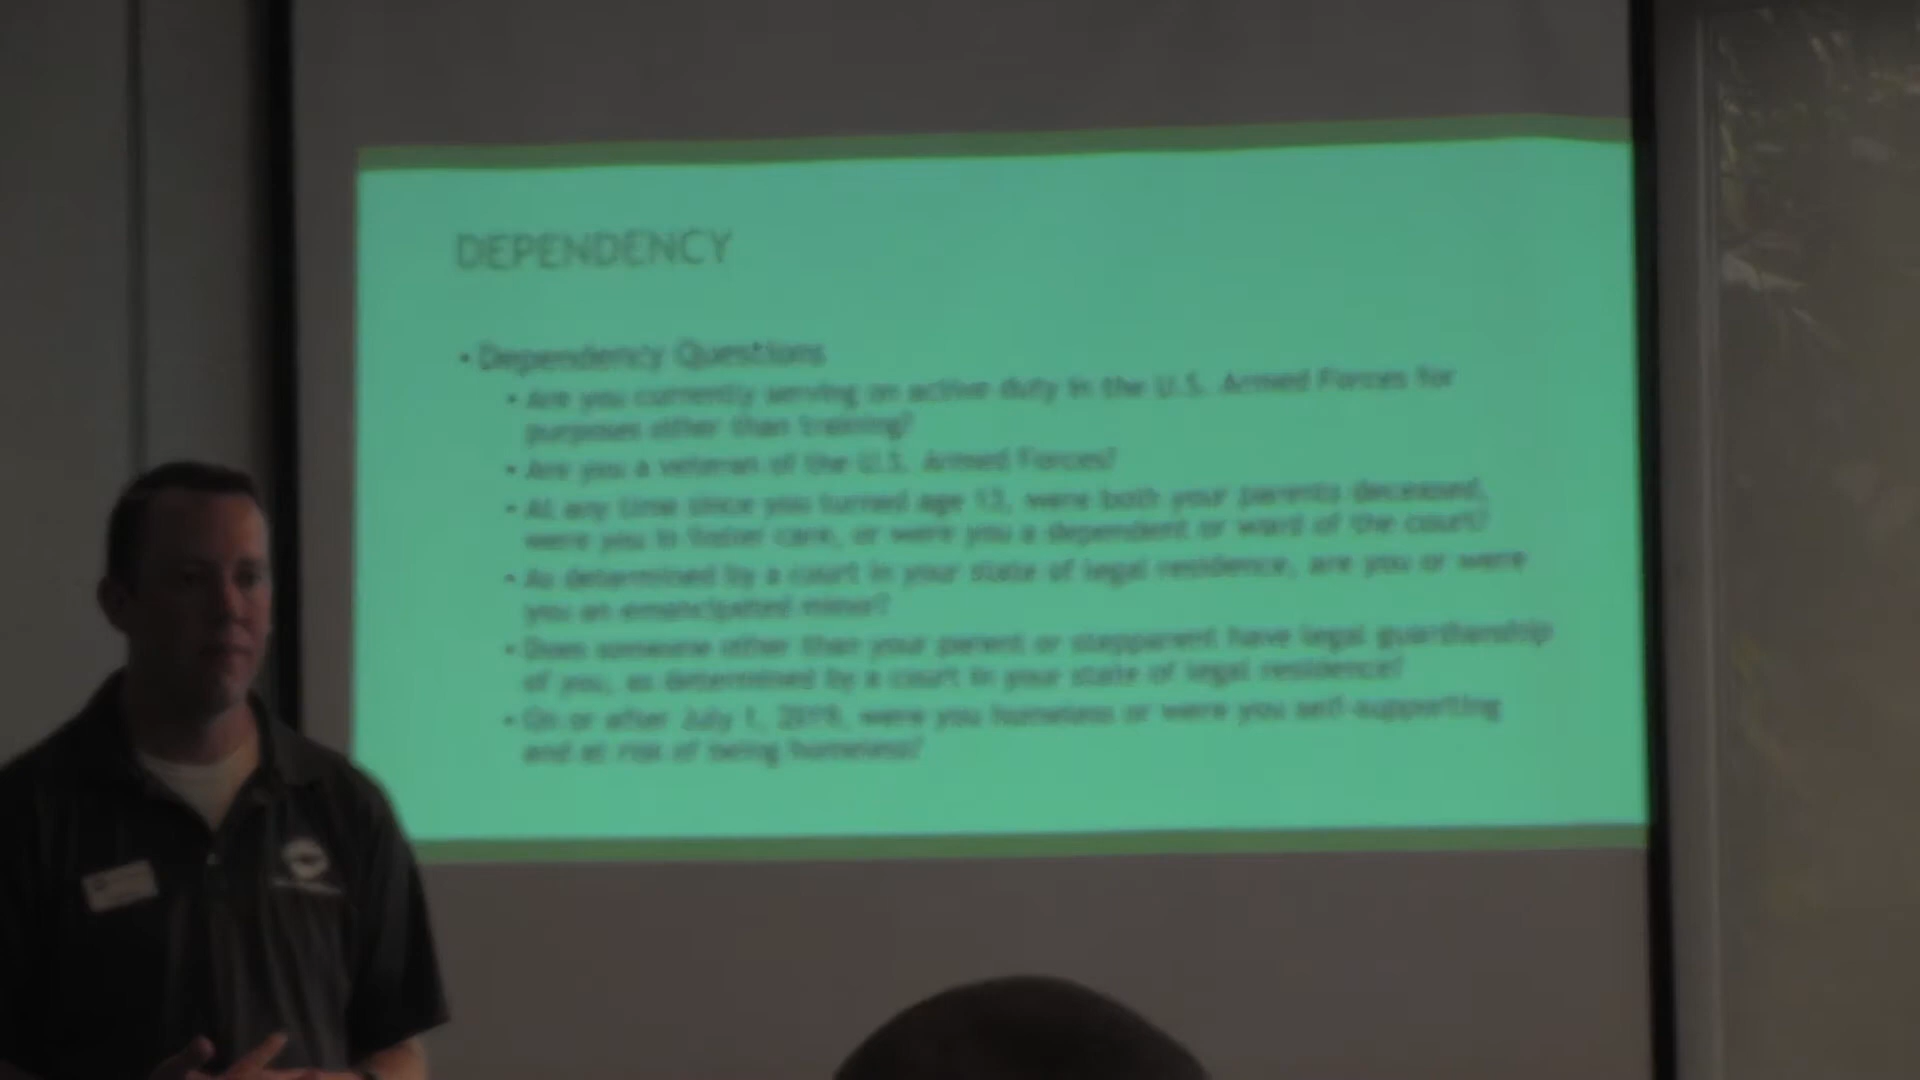 DEPENDENCY
• Dependency Questions
• Are you currently serving on active duty in the U.S. Armed Forces for
purposes other than training?
• Are you a veteran of the U.S. Armed Forces?
• At any time since you turned age 13, were both your parents deceased,
were you in foster care, or were you a dependent or ward of the court?
• As determined by a court in your state of legal residence, are you or were
you an emancipated minor?
• Does someone other than your parent or stepparent have legal guardianship
of you, as determined by a court in your state of legal residence?
• On or after July 1, 2019, were you homeless or were you self-supporting
and at risk of being homeless?